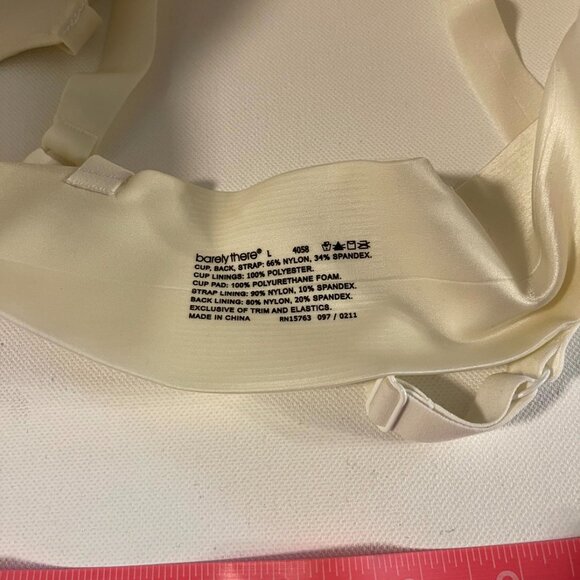 barely there® L 4058
CUP, BACK, STRAP: 66% NYLON, 34% SPANDEX.
CUP LININGS: 100% POLYESTER.
CUP PAD: 100% POLYURETHANE FOAM.
STRAP LINING: 90% NYLON, 10% SPANDEX.
BACK LINING: 80% NYLON, 20% SPANDEX.
EXCLUSIVE OF TRIM AND ELASTICS.
MADE IN CHINA RN15763 097 / 0211